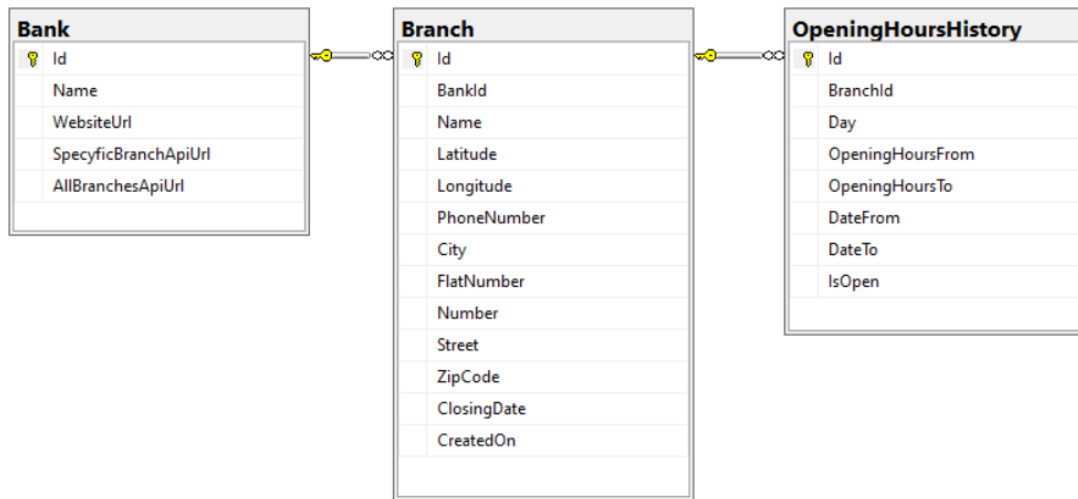 Bank
Id
Name
WebsiteUrl
SpecyficBranchApiUrl
AllBranchesApiUrl
Branch
Id
BankId
Name
Latitude
Longitude
PhoneNumber
City
FlatNumber
Number
Street
ZipCode
ClosingDate
CreatedOn
OpeningHoursHistory
Id
BranchId
Day
OpeningHoursFrom
OpeningHoursTo
DateFrom
DateTo
IsOpen